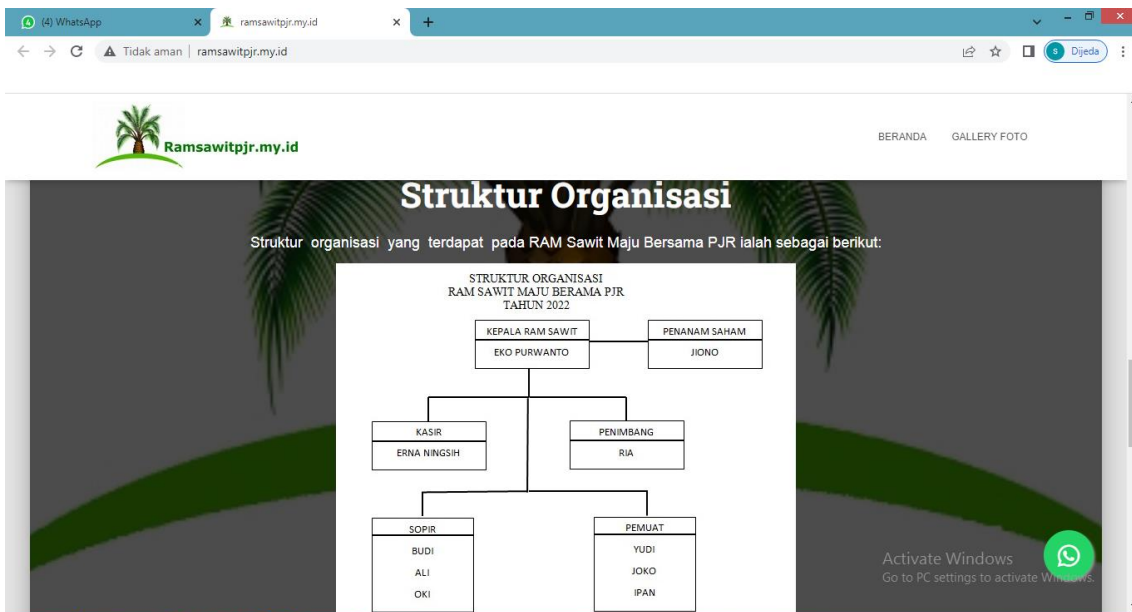 (4) WhatsApp
ramsawitpjr.my.id
Tidak aman | ramsawitpjr.my.id
s Dijeda
Ramsawitpjr.my.id
BERANDA GALLERY FOTO
Struktur Organisasi
Struktur organisasi yang terdapat pada RAM Sawit Maju Bersama PJR ialah sebagai berikut:
STRUKTUR ORGANISASI
RAM SAWIT MAJU BERAMA PJR
TAHUN 2022
KEPALA RAM SAWIT
EKO PURWANTO
PENANAM SAHAM
JIONO
KASIR
ERNA NINGSIH
PENIMBANG
RIA
SOPIR
BUDI
ALI
OKI
PEMUAT
YUDI
JOKO
IPAN
Activate Windows
Go to PC settings to activate Windows.